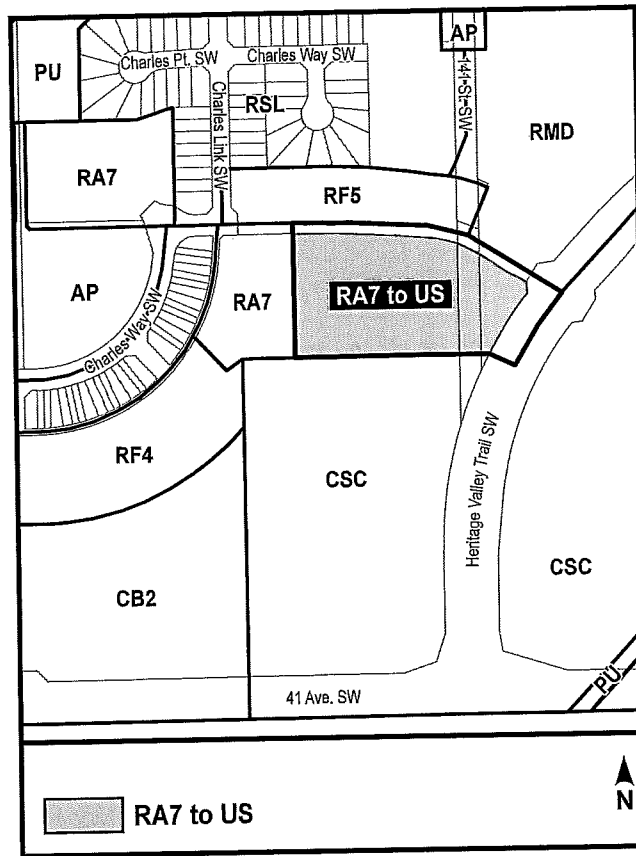 AP
PU
Charles Pt. SW
Charles Way SW
141 St. SW
RSL
RMD
Charles Link SW
RA7
RF5
AP
RA7
RA7 to US
Charles Way SW
RF4
CSC
Heritage Valley Trail SW
CSC
CB2
PU
41 Ave. SW
RA7 to US
N